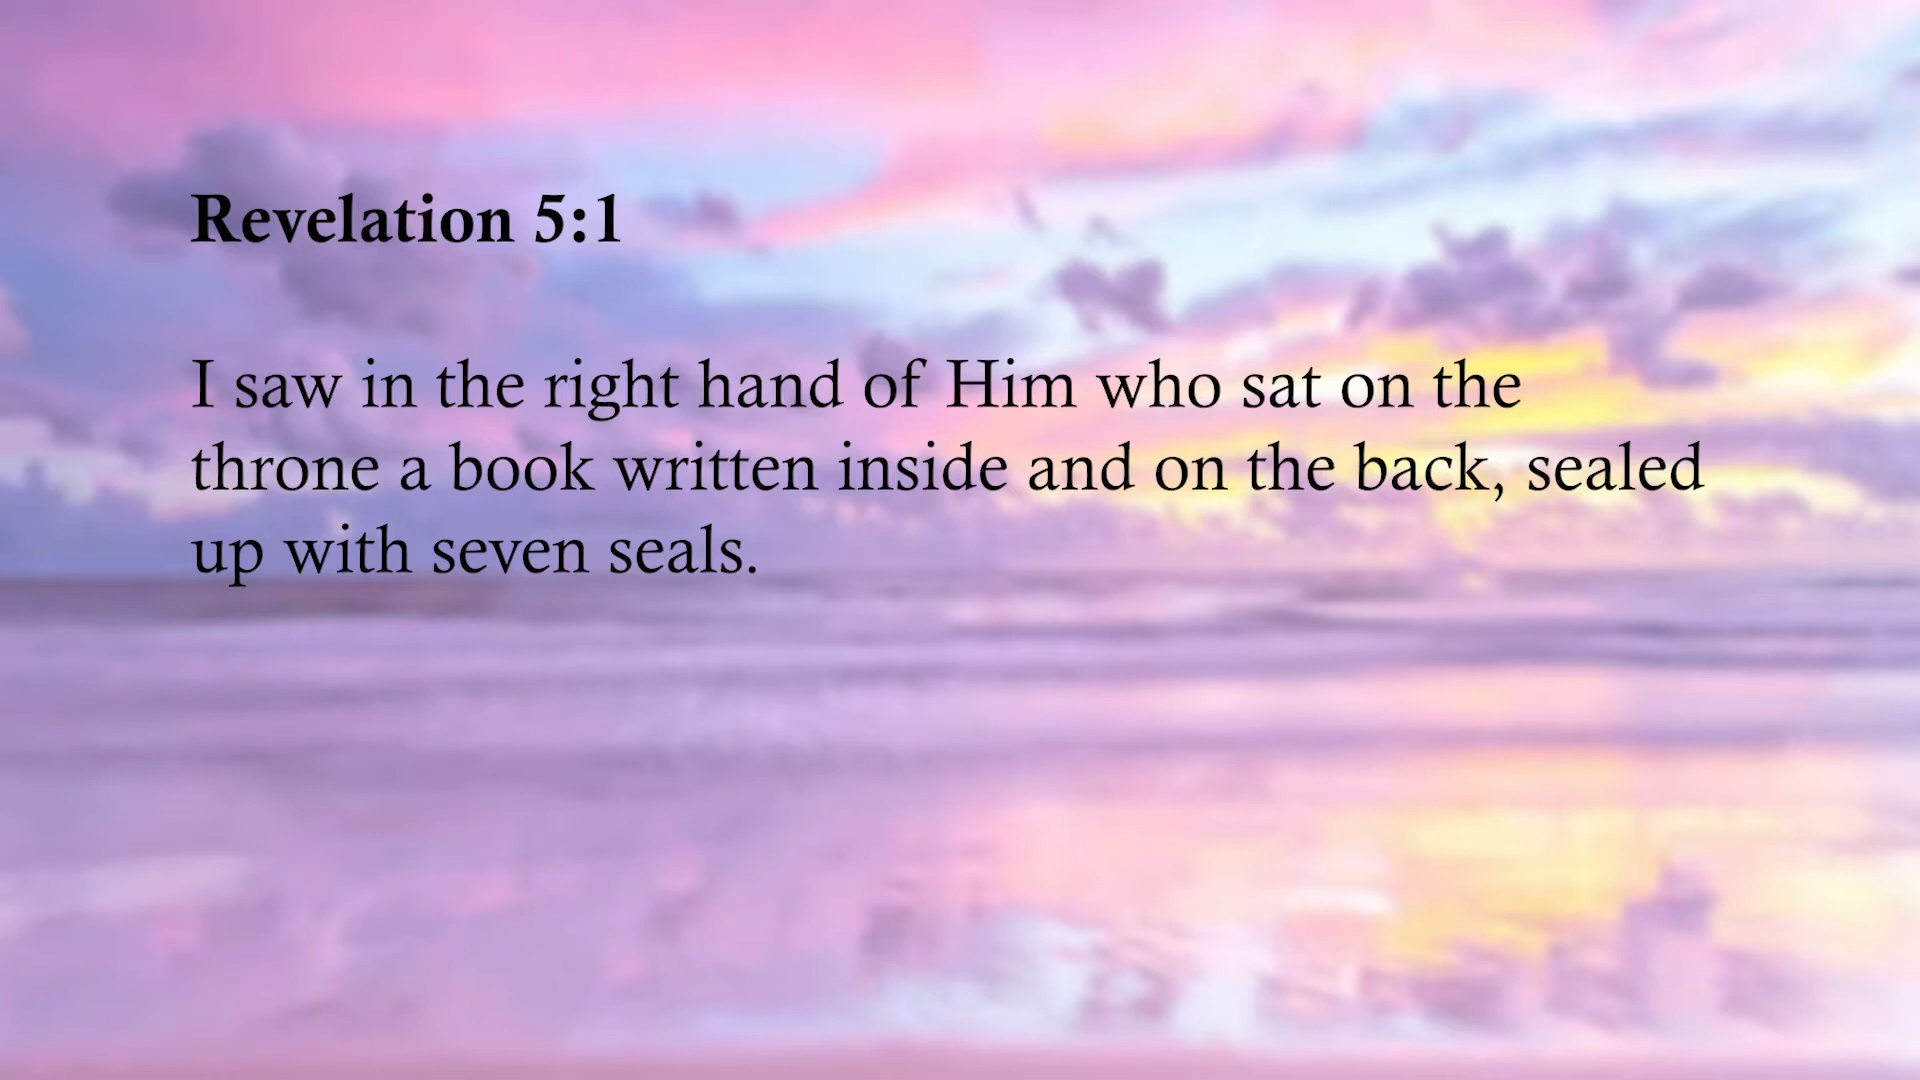 Revelation 5:1
I saw in the right hand of Him who sat on the
throne a book written inside and on the back, sealed
up with seven seals.